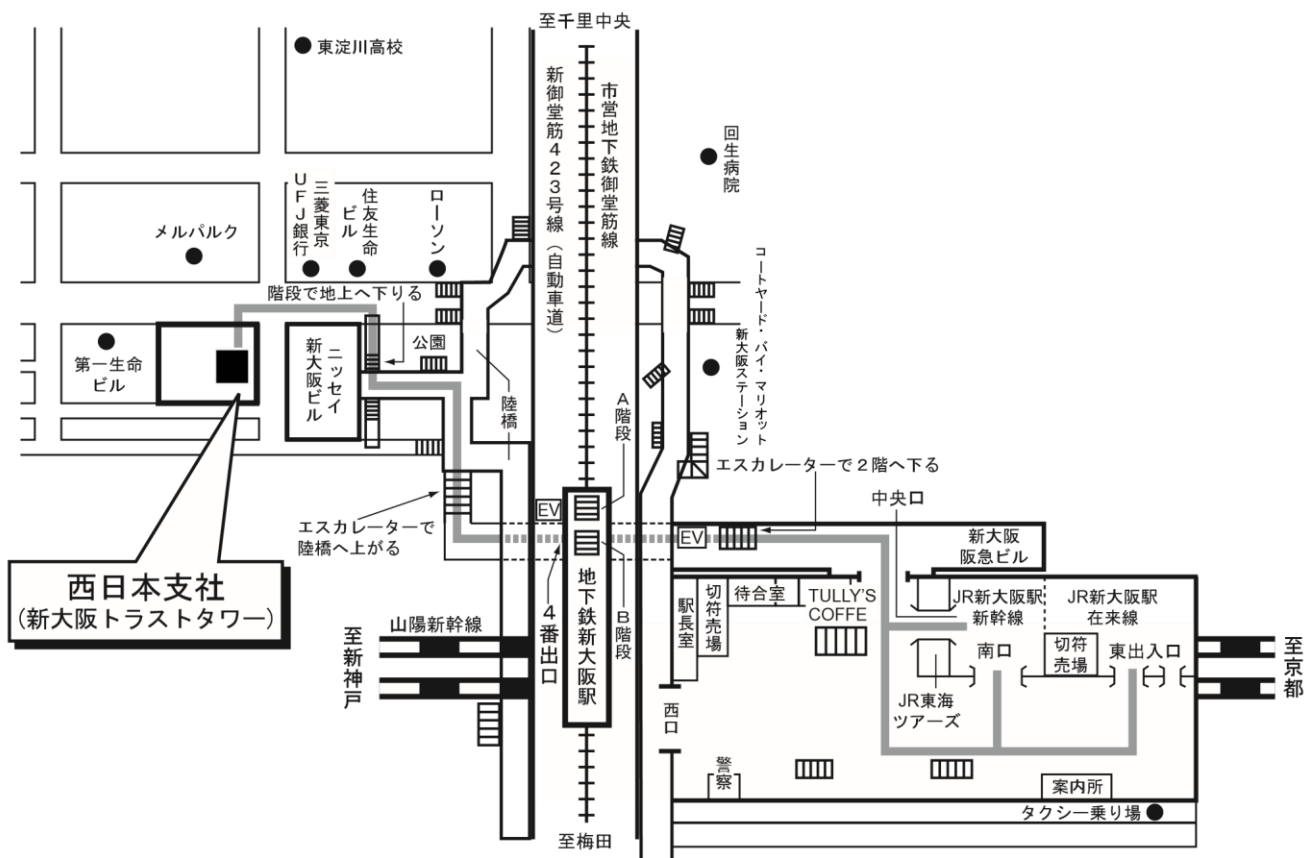 至千里中央
東淀川高校
新御堂筋423号線(自動車道)
市営地下鉄御堂筋線
回生病院
三菱東京
UFJ銀行
住友生命
ビル
ローソン
メルパルク
コートヤード・バイ・マリオット
新大阪ステーション
階段で地上へ下りる
公園
第一生命
ビル
ニッセイ
新大阪ビル
陸橋
A階段
エスカレーターで2階へ下る
中央口
エスカレーターで
陸橋へ上がる
EV
EV
新大阪
阪急ビル
西日本支社
(新大阪トラストタワー)
4番出口
地下鉄新大阪駅
B階段
駅長室
切符売場
待合室
TULLY'S
COFFE
JR新大阪駅
新幹線
JR新大阪駅
在来線
山陽新幹線
至新神戸
南口
切符
売場
東出入口
至京都
西口
JR東海
ツアーズ
警察
案内所
タクシー乗り場
至梅田